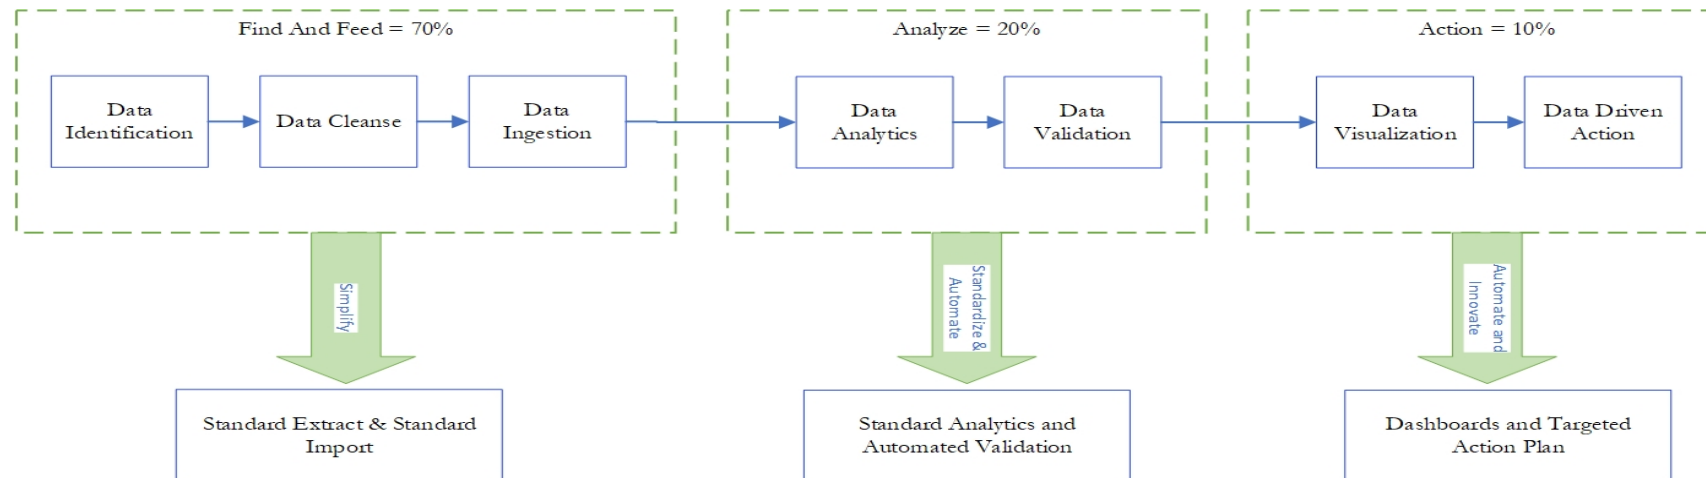 Find And Feed = 70%
Analyze = 20%
Action = 10%
Data
Identification
Data Cleanse
Data
Ingestion
Data
Analytics
Data
Validation
Data
Visualization
Data Driven
Action
Simplify
Standardize &
Automate
Automate and
Innovate
Standard Extract & Standard
Import
Standard Analytics and
Automated Validation
Dashboards and Targeted
Action Plan